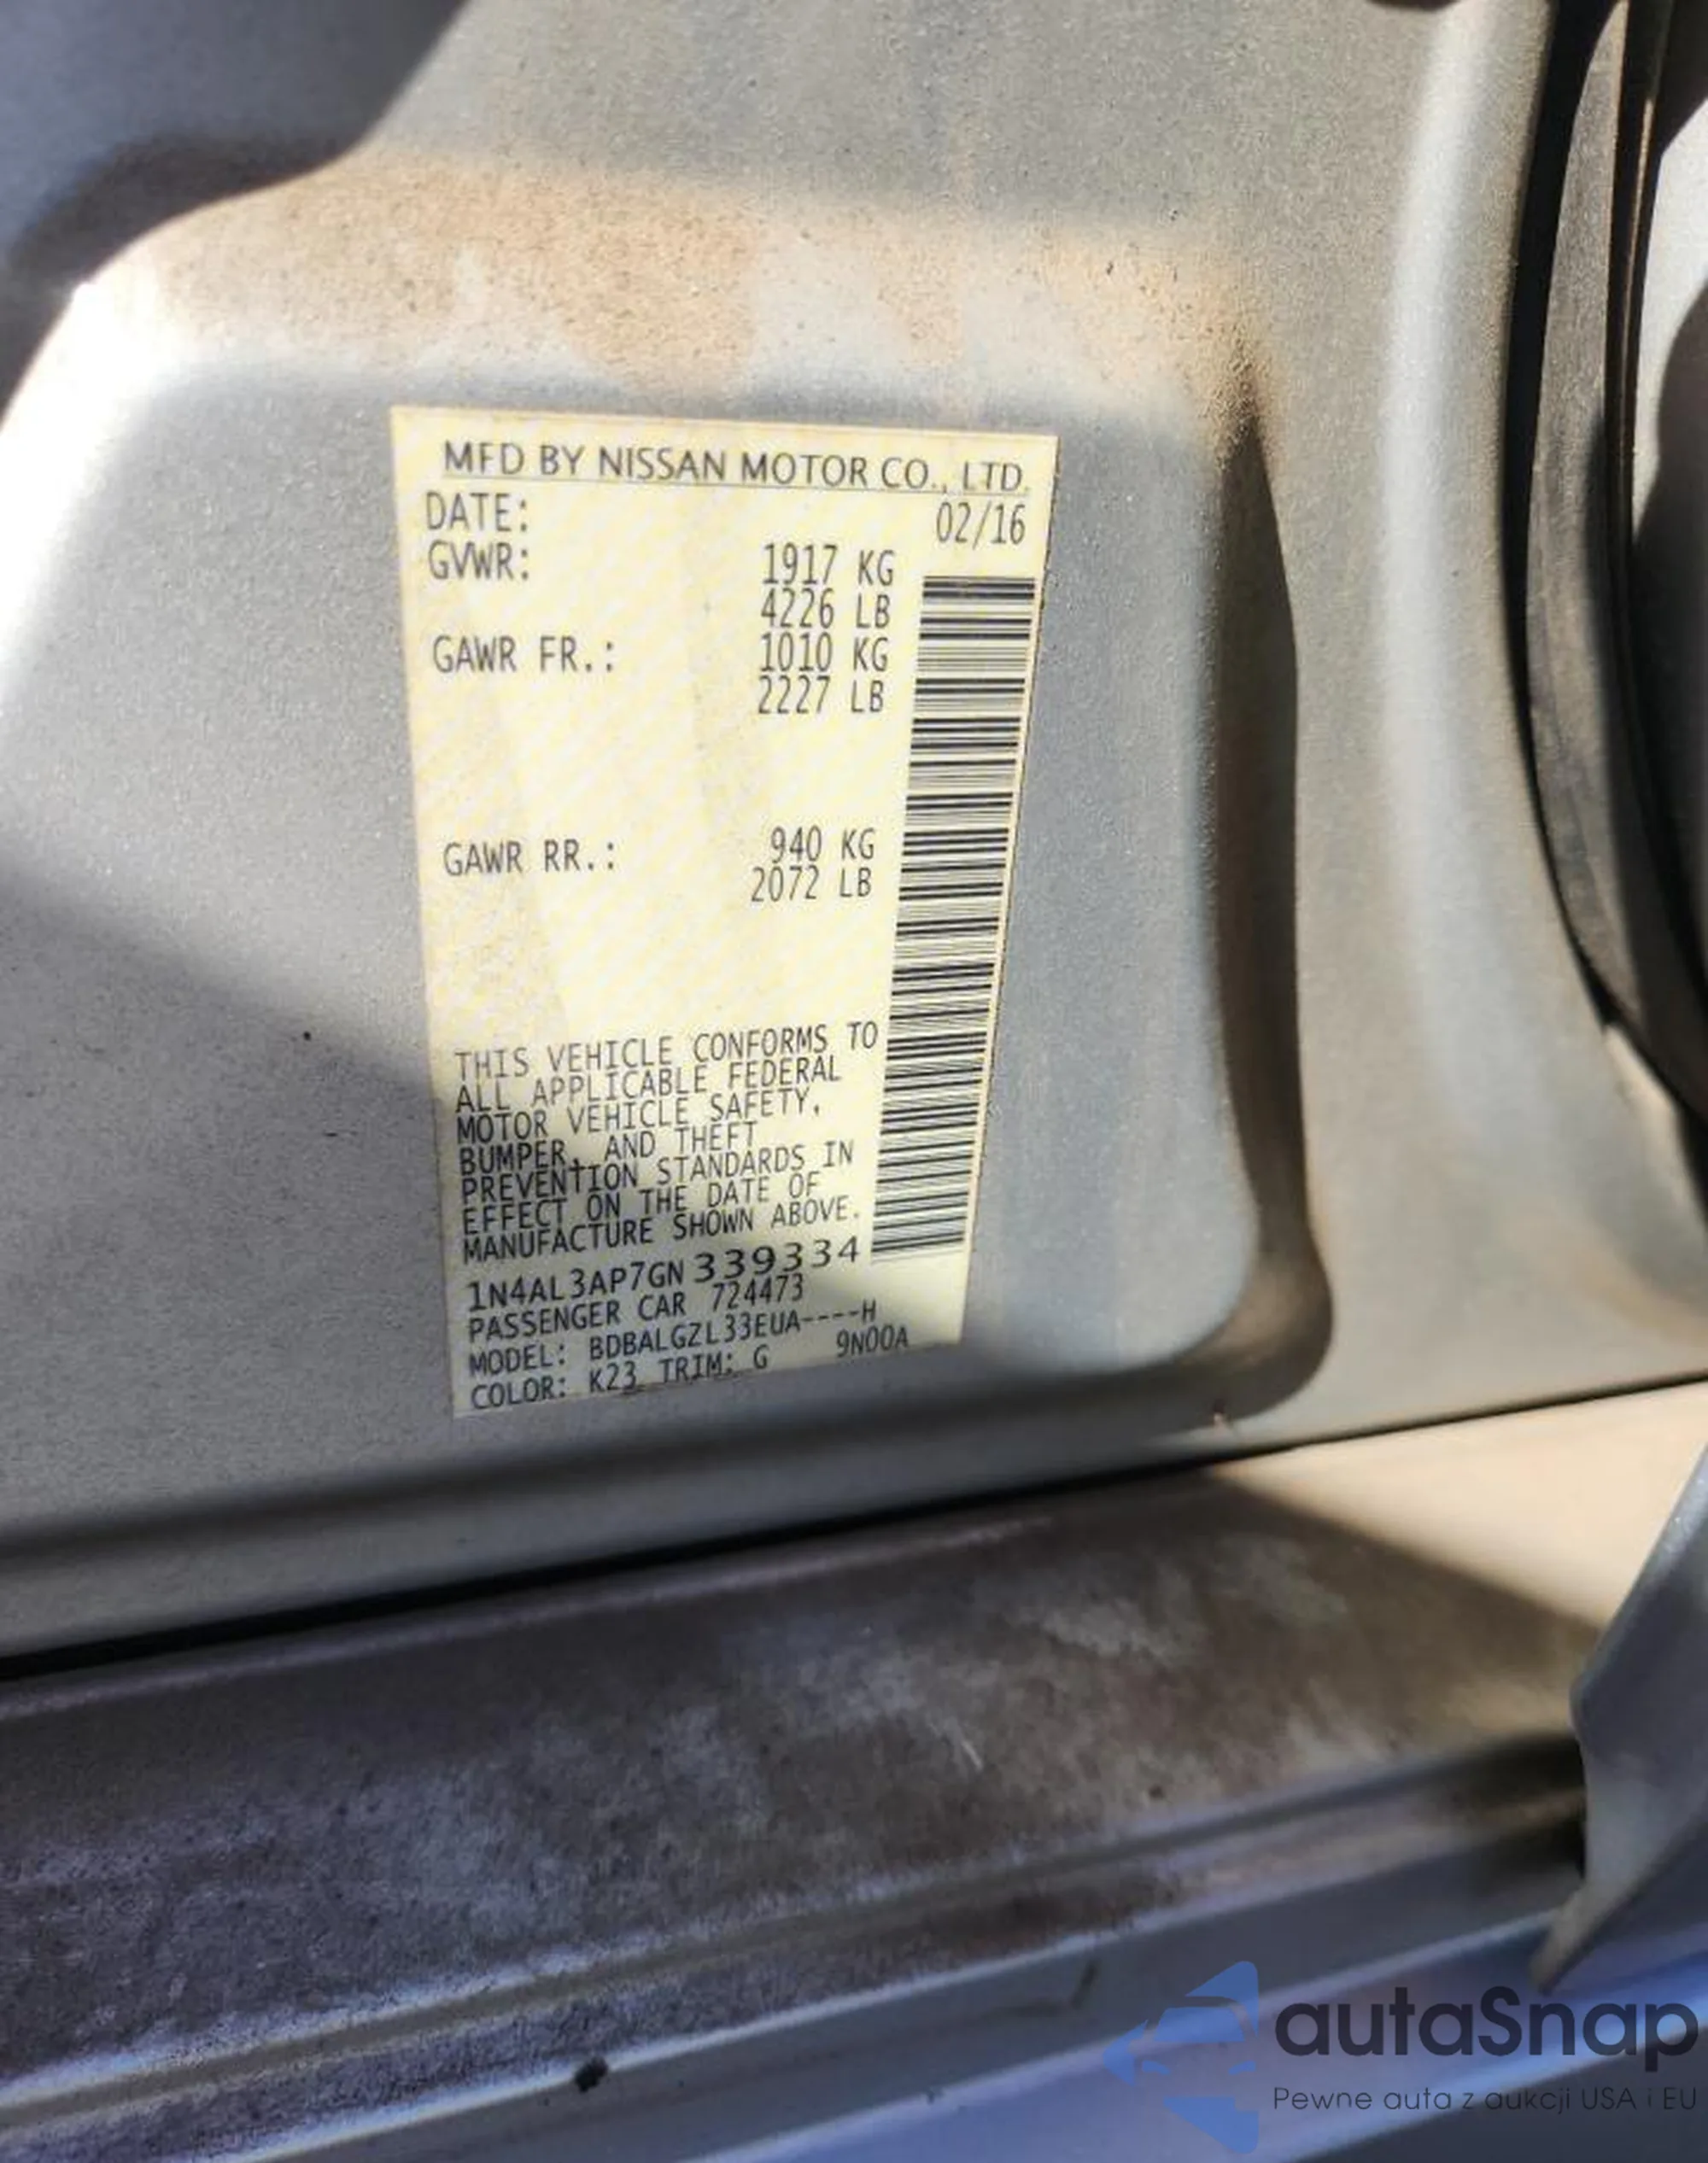 MFD BY NISSAN MOTOR CO., LTD.
DATE: 02/16
GVWR: 1917 KG
4226 LB
GAWR FR.: 1010 KG
2227 LB
GAWR RR.: 940 KG
2072 LB
THIS VEHICLE CONFORMS TO
ALL APPLICABLE FEDERAL
MOTOR VEHICLE SAFETY,
BUMPER, AND THEFT
PREVENTION STANDARDS IN
EFFECT ON THE DATE OF
MANUFACTURE SHOWN ABOVE.
1N4AL3AP7GN339334
PASSENGER CAR 724473
MODEL: BDBALGZL33EUA----H
COLOR: K23 TRIM: G 9N00A
autaSnap
Pewne auta z aukcji USA i EU